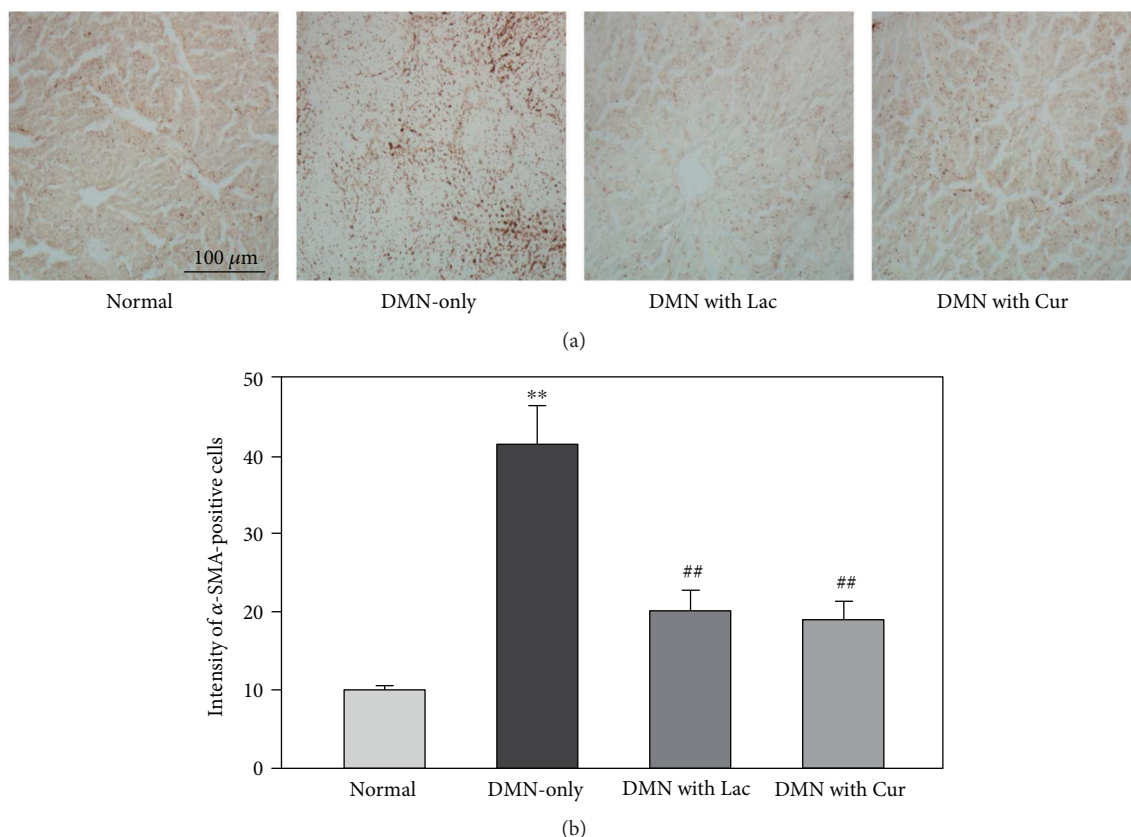 100 μm
Normal
DMN-only
DMN with Lac
DMN with Cur
(a)
Intensity of α-SMA-positive cells
50
40
30
20
10
0
**
##
##
Normal
DMN-only
DMN with Lac
DMN with Cur
(b)